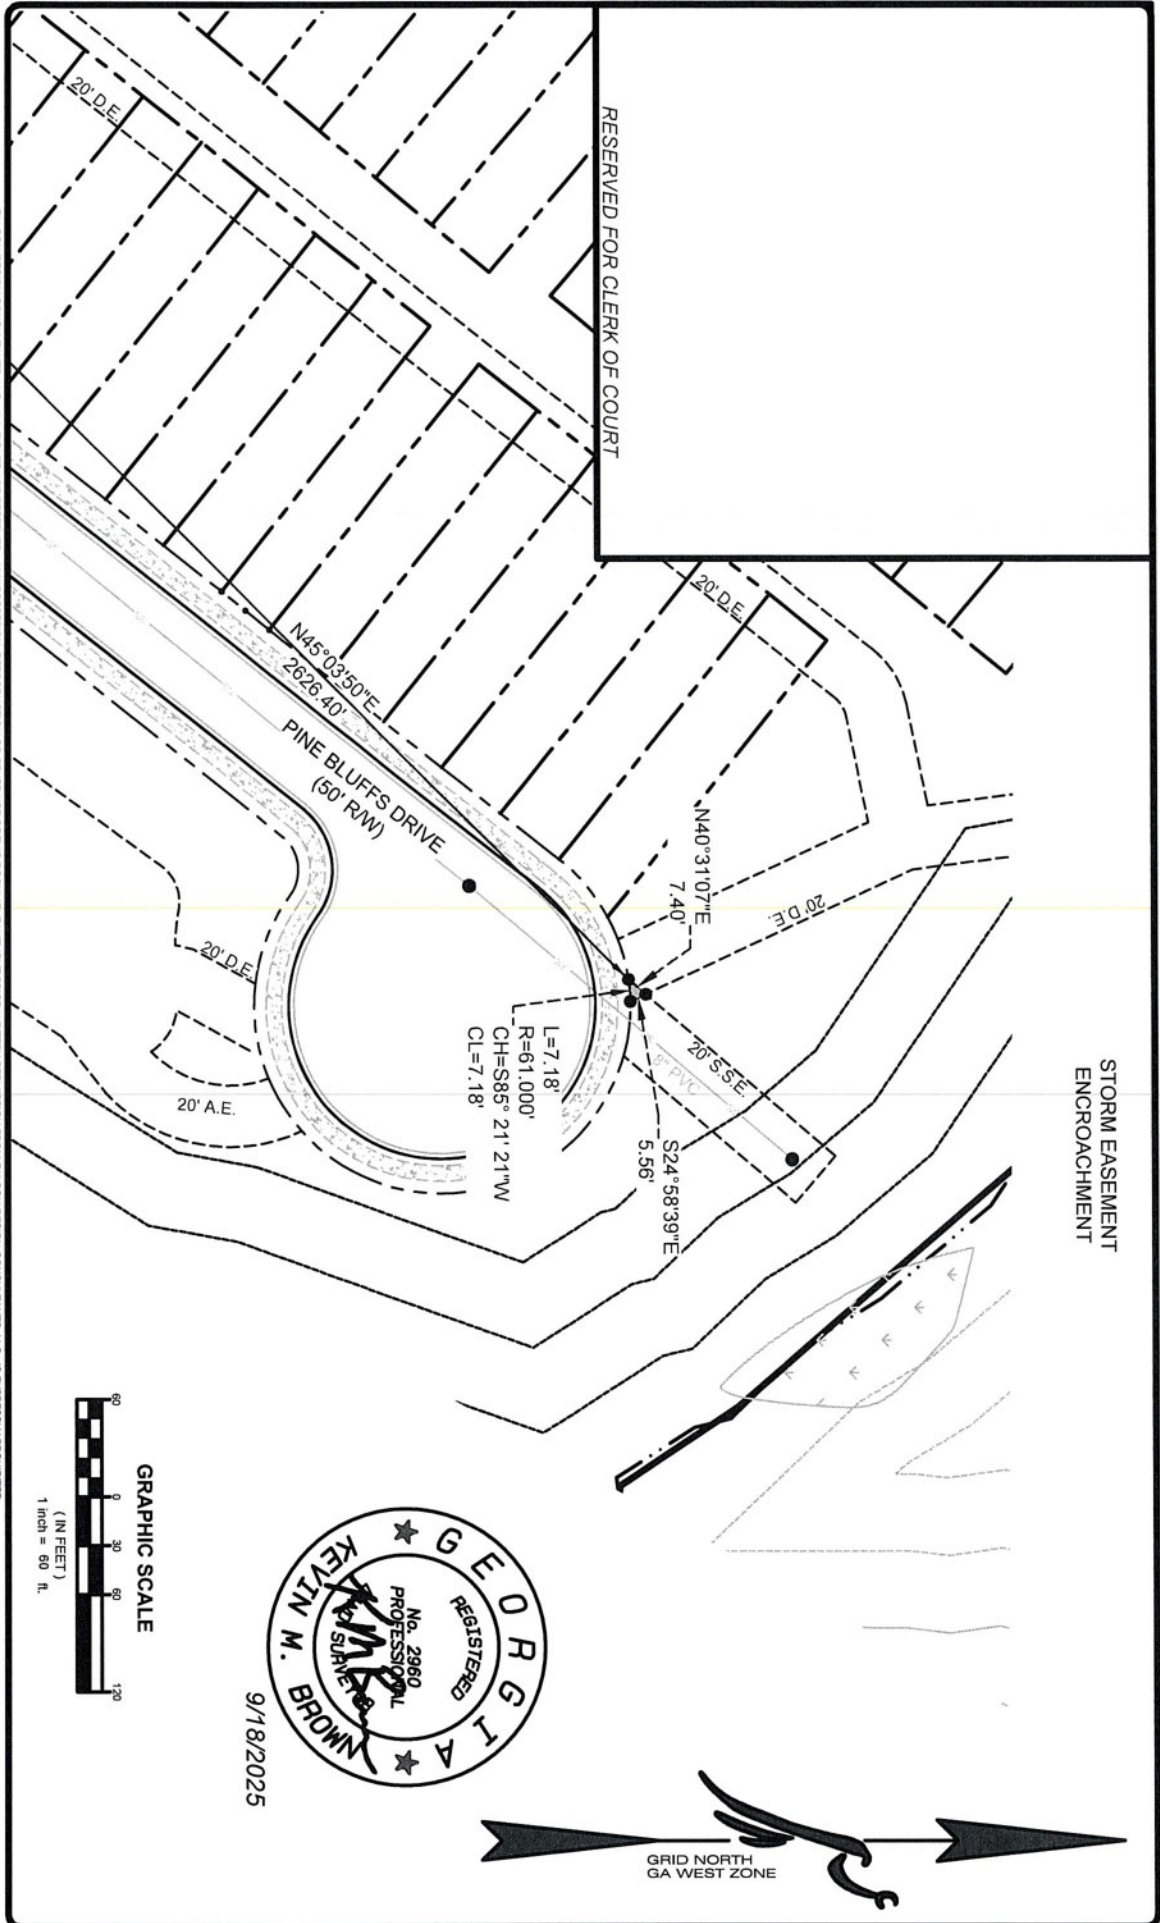 RESERVED FOR CLERK OF COURT
20' D.E.
20' D.E.
20' D.E.
20' D.E.
N45°03'50"E
2626.40'
PINE BLUFFS DRIVE
(50' R/W)
N40°31'07"E
7.40'
L=7.18'
R=61.000'
CH=S85° 21' 21"W
CL=7.18'
S24°58'39"E
5.56'
20' S.S.E.
8" PVC
20' A.E.
STORM EASEMENT
ENCROACHMENT
GRAPHIC SCALE
60 0 30 60 120
( IN FEET )
1 inch = 60 ft.
GEORGIA
REGISTERED
No. 2960
PROFESSIONAL
KEVIN M. BROWN
9/18/2025
GRID NORTH
GA WEST ZONE